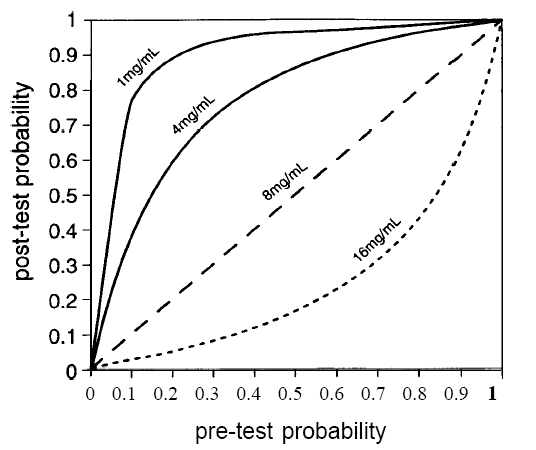 post-test probability
1
0.9
0.8
0.7
0.6
0.5
0.4
0.3
0.2
0.1
0
1mg/mL
4mg/mL
8mg/mL
16mg/mL
0 0.1 0.2 0.3 0.4 0.5 0.6 0.7 0.8 0.9 1
pre-test probability